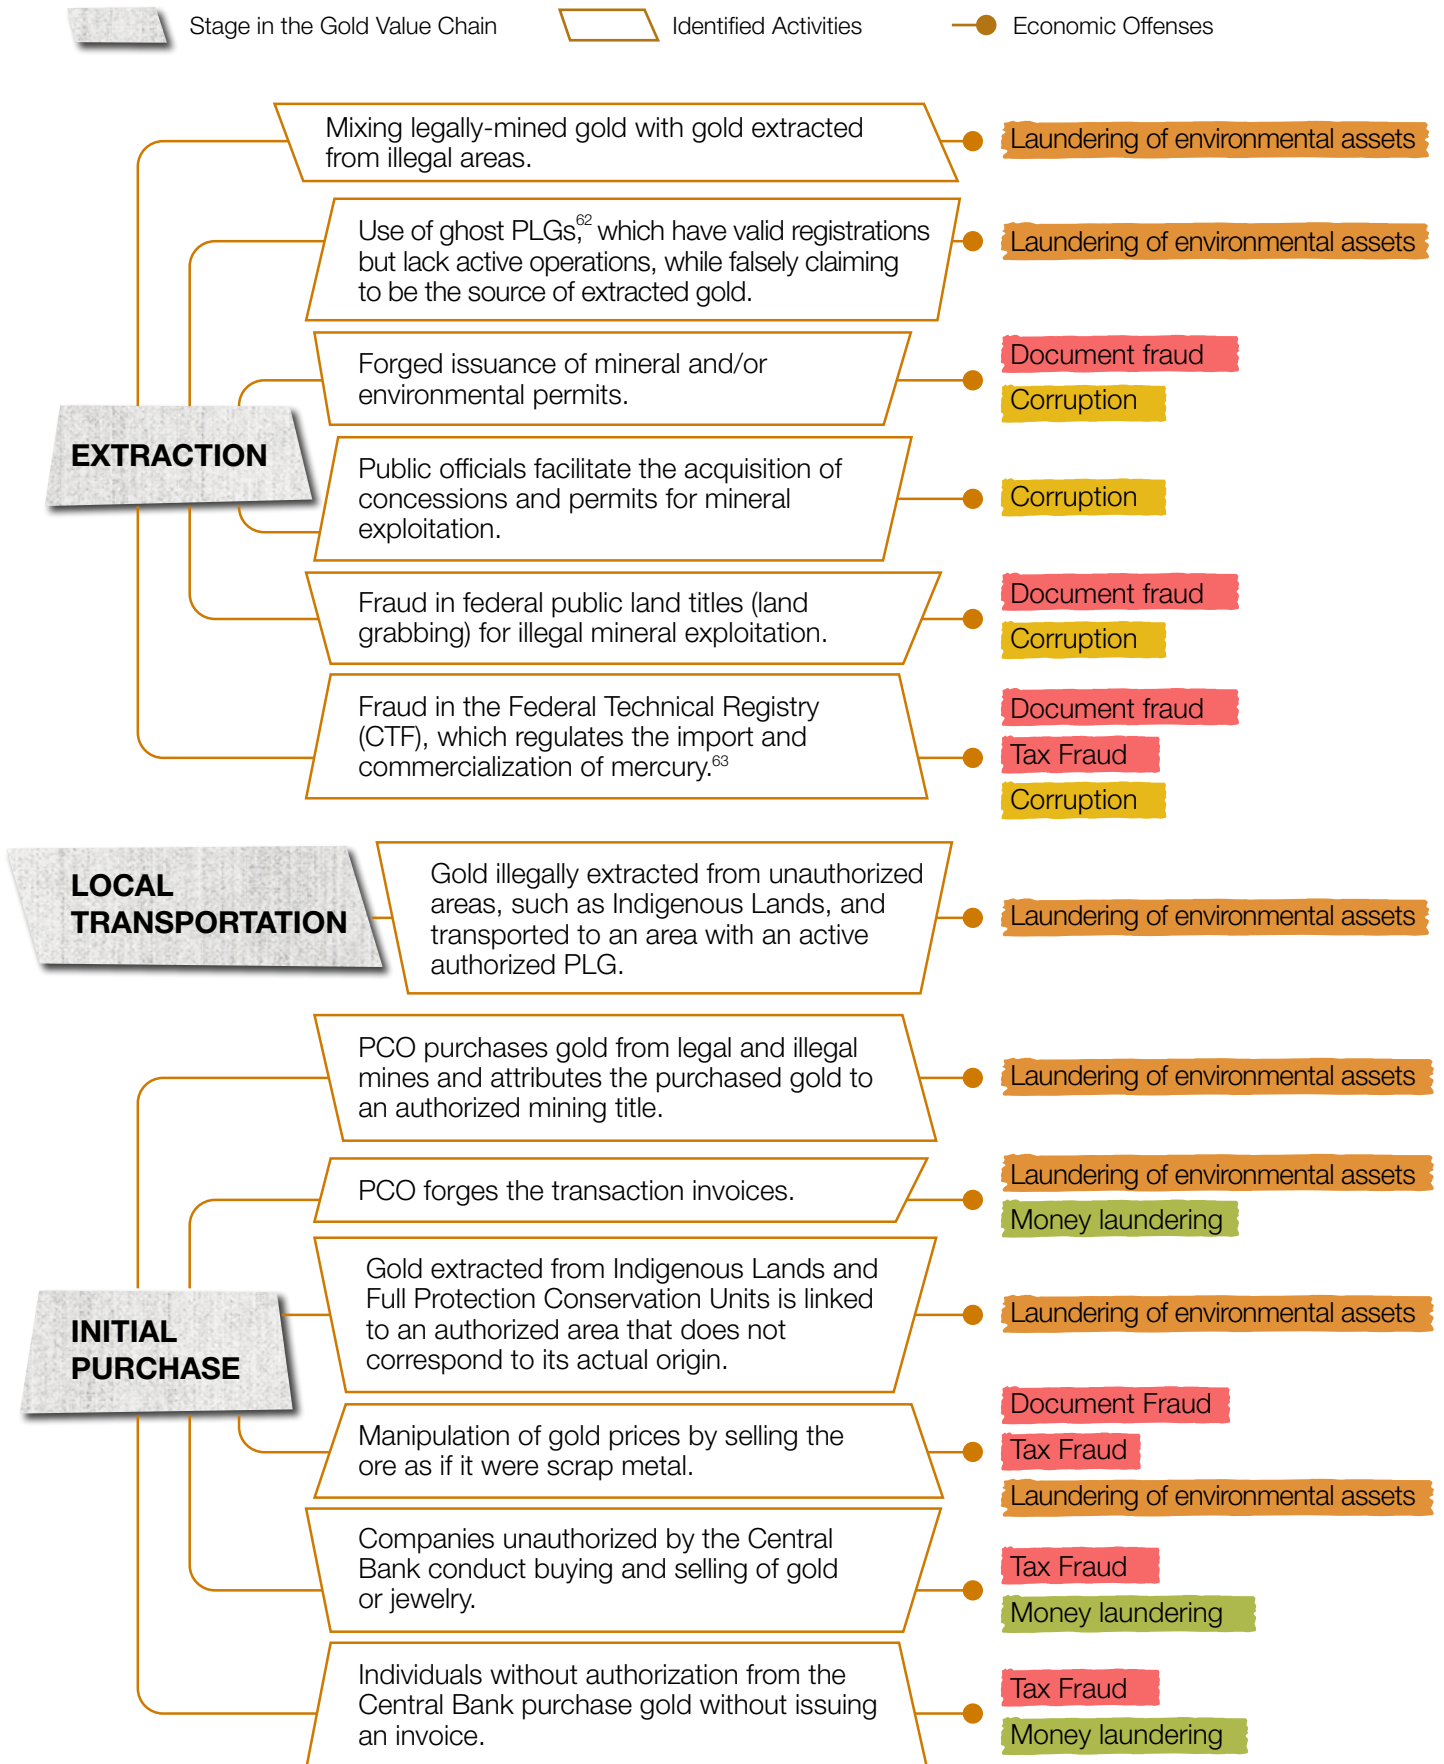 Stage in the Gold Value Chain
Identified Activities
Economic Offenses
Mixing legally-mined gold with gold extracted
from illegal areas.
Laundering of environmental assets
Use of ghost PLGs,62 which have valid registrations
but lack active operations, while falsely claiming
to be the source of extracted gold.
Laundering of environmental assets
Forged issuance of mineral and/or
environmental permits.
Document fraud
Corruption
EXTRACTION
Public officials facilitate the acquisition of
concessions and permits for mineral
exploitation.
Corruption
Fraud in federal public land titles (land
grabbing) for illegal mineral exploitation.
Document fraud
Corruption
Fraud in the Federal Technical Registry
(CTF), which regulates the import and
commercialization of mercury.63
Document fraud
Tax Fraud
Corruption
LOCAL
TRANSPORTATION
Gold illegally extracted from unauthorized
areas, such as Indigenous Lands, and
transported to an area with an active
authorized PLG.
Laundering of environmental assets
PCO purchases gold from legal and illegal
mines and attributes the purchased gold to
an authorized mining title.
Laundering of environmental assets
PCO forges the transaction invoices.
Laundering of environmental assets
Money laundering
INITIAL
PURCHASE
Gold extracted from Indigenous Lands and
Full Protection Conservation Units is linked
to an authorized area that does not
correspond to its actual origin.
Laundering of environmental assets
Manipulation of gold prices by selling the
ore as if it were scrap metal.
Document Fraud
Tax Fraud
Laundering of environmental assets
Companies unauthorized by the Central
Bank conduct buying and selling of gold
or jewelry.
Tax Fraud
Money laundering
Individuals without authorization from the
Central Bank purchase gold without issuing
an invoice.
Tax Fraud
Money laundering